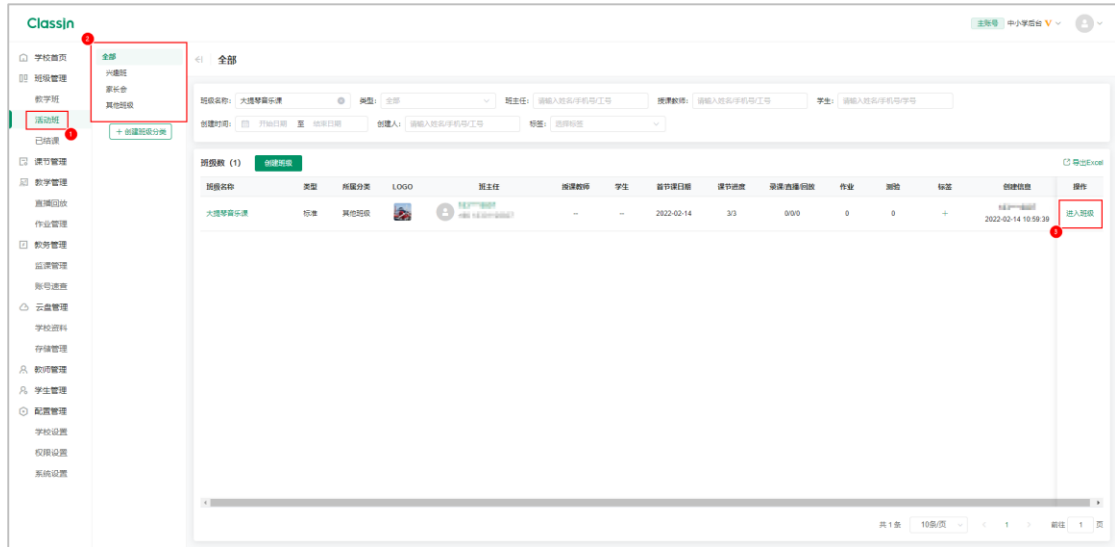 ClassIn
主账号 中小学后台 V
学校首页
班级管理
教学班
活动班
1
已结课
课节管理
教学管理
直播回放
作业管理
教务管理
监课管理
账号速查
云盘管理
学校资料
存储管理
教师管理
学生管理
配置管理
学校设置
权限设置
系统设置
2
全部
兴趣班
家长会
其他班级
+ 创建班级分类
全部
班级名称: 大提琴音乐课 类型: 全部 班主任: 请输入姓名/手机号/工号 授课教师: 请输入姓名/手机号/工号 学生: 请输入姓名/手机号/学号
创建时间: 开始日期 至 结束日期 创建人: 请输入姓名/手机号/工号 标签: 选择标签
班级数 (1) 创建班级 导出Excel
班级名称 类型 所属分类 LOGO 班主任 授课教师 学生 首节课日期 课节进度 录课/直播/回放 作业 测验 标签 创建信息 操作
大提琴音乐课 标准 其他班级 -- -- 2022-02-14 3/3 0/0/0 0 0 + 2022-02-14 10:59:39 进入班级
3
共 1 条 10条/页 < 1 > 前往 1 页